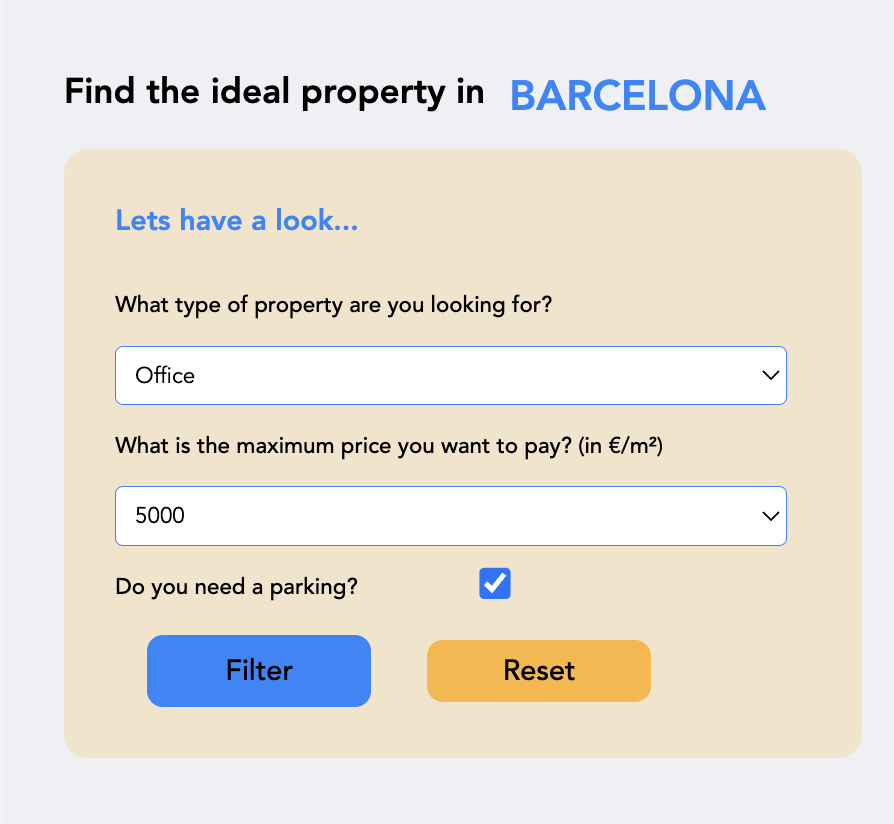 Find the ideal property in BARCELONA
Lets have a look...
What type of property are you looking for?
Office
What is the maximum price you want to pay? (in €/m²)
5000
Do you need a parking?
Filter Reset